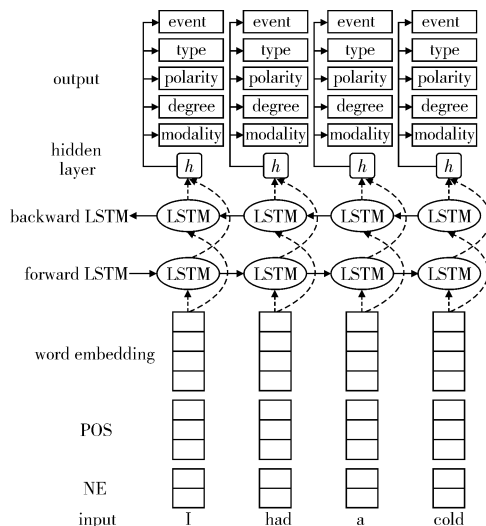 event event event event
type type type type
output polarity polarity polarity polarity
degree degree degree degree
modality modality modality modality
hidden
layer h h h h
backward LSTM LSTM LSTM LSTM LSTM
forward LSTM LSTM LSTM LSTM LSTM
word embedding
POS
NE
input I had a cold